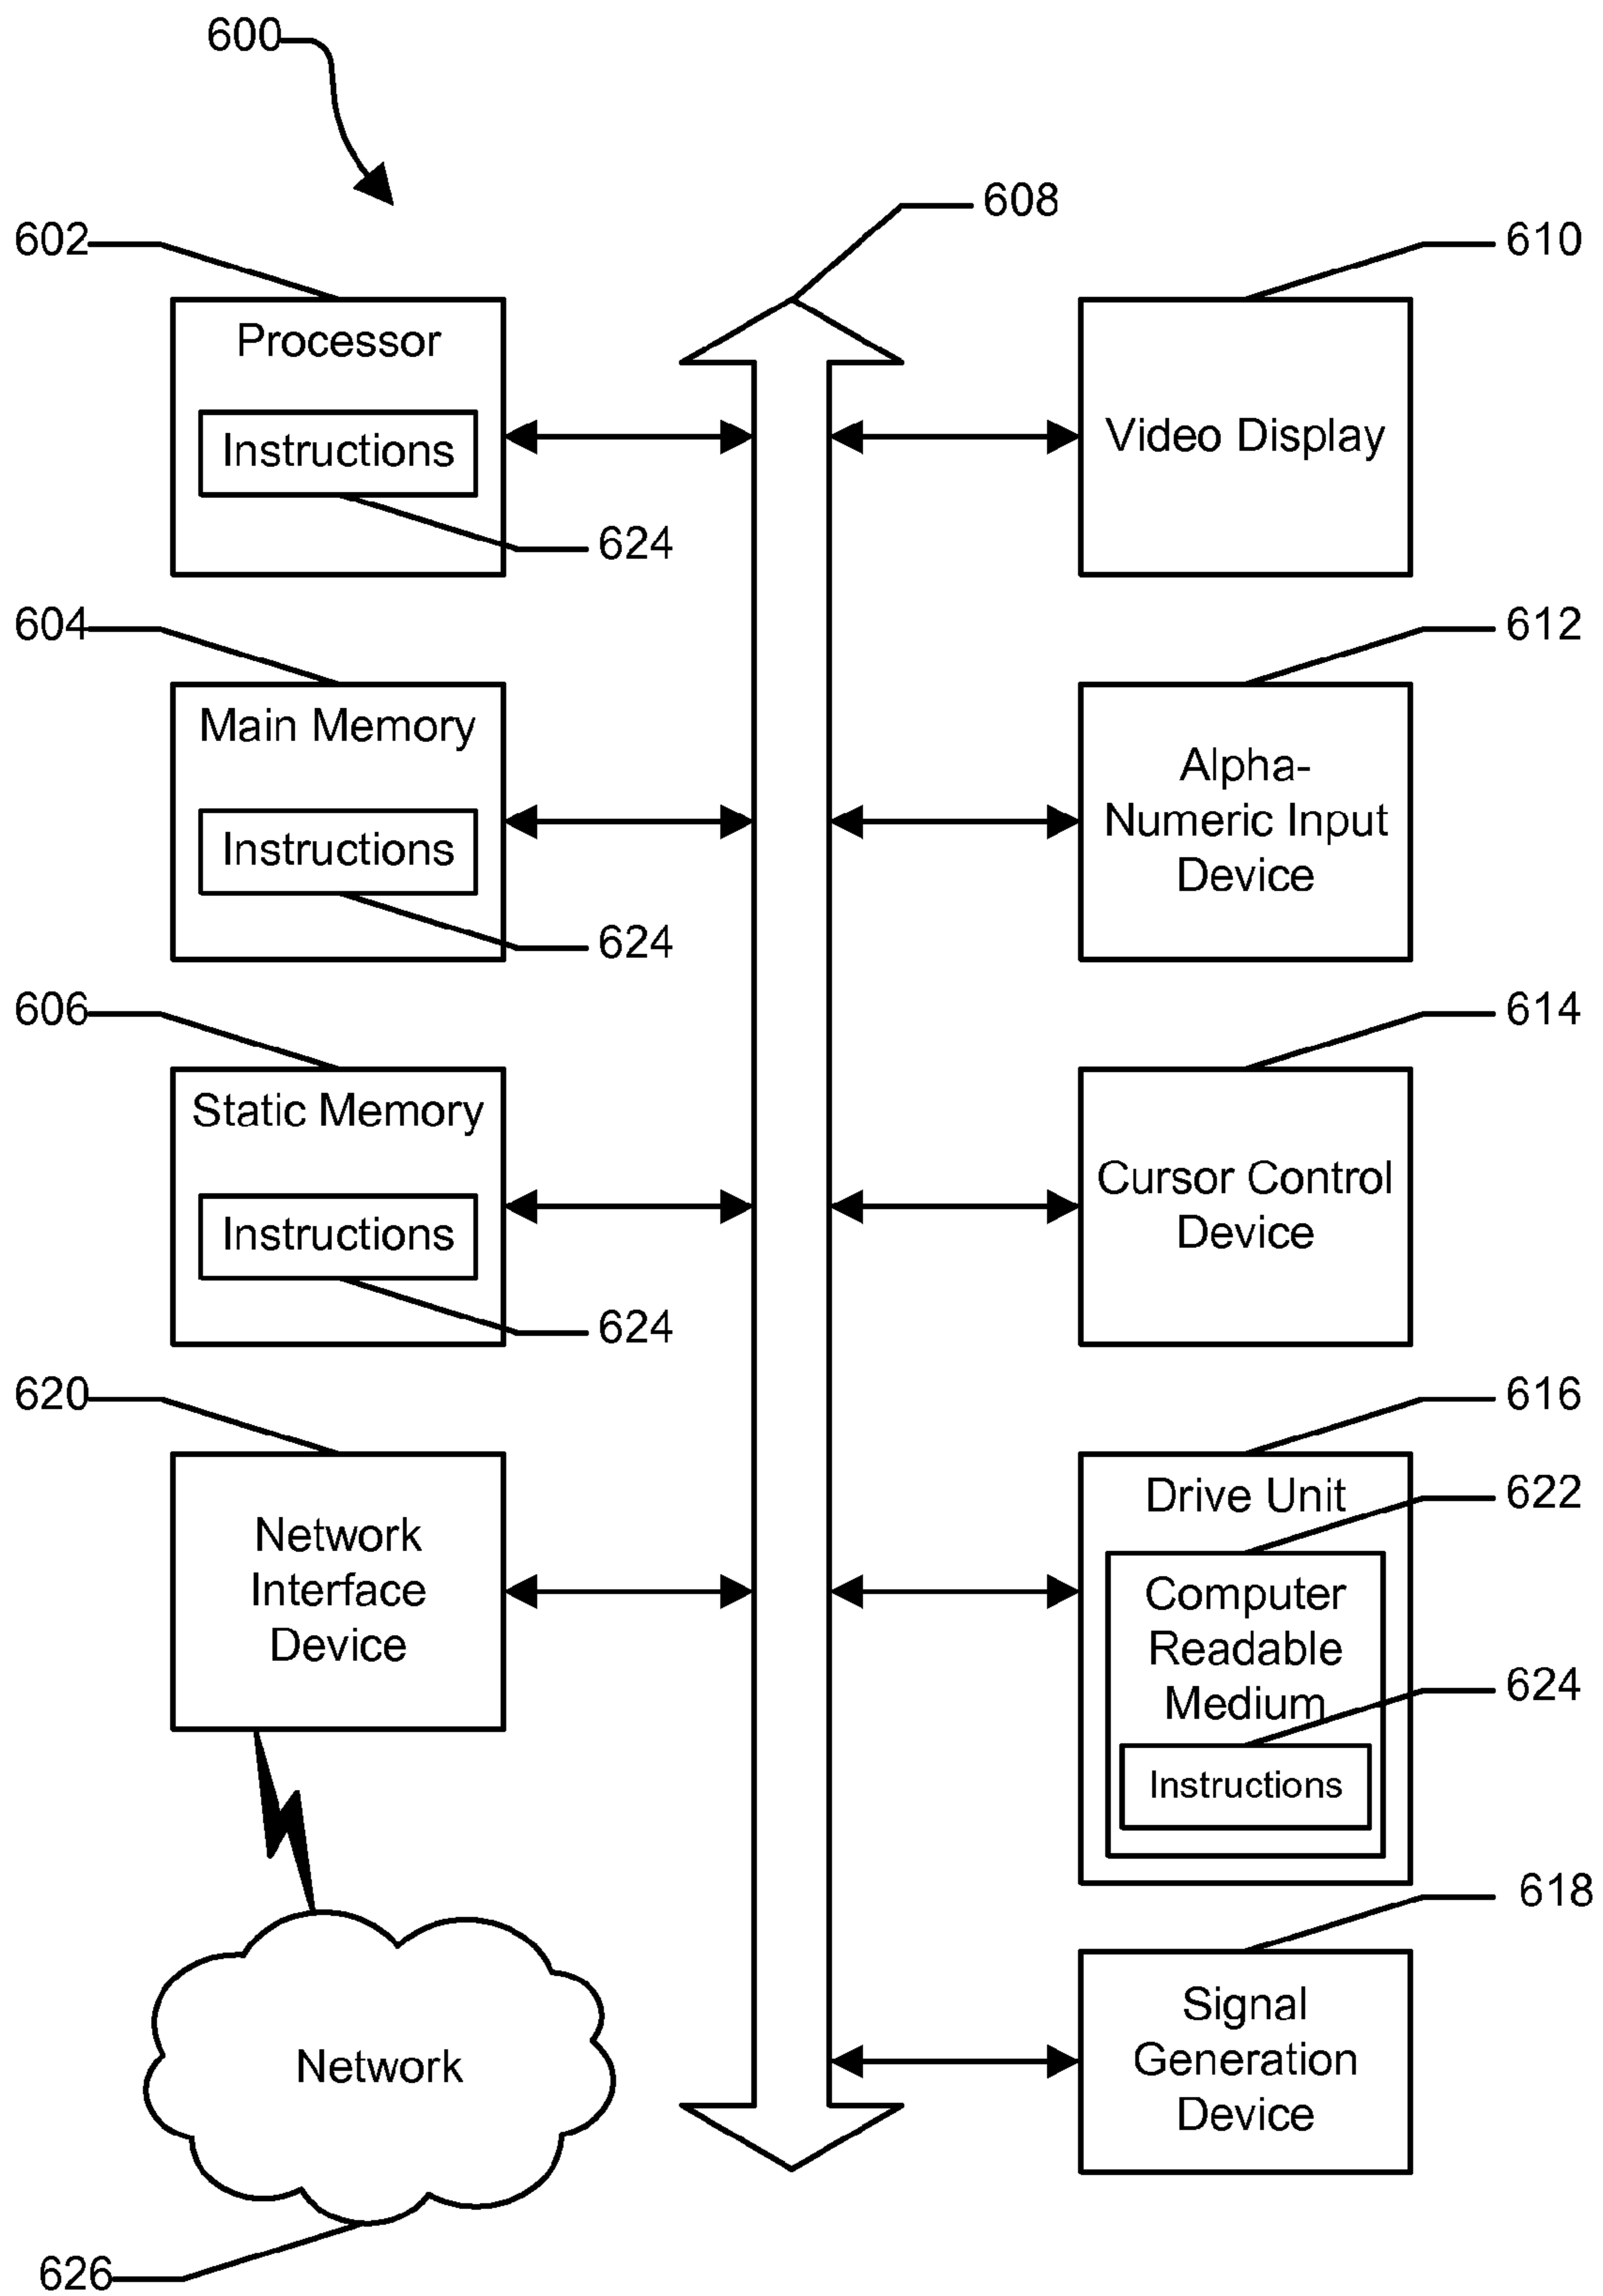 600
608
602
610
Processor
Instructions
Video Display
624
604
612
Main Memory
Alpha-
Numeric Input
Device
Instructions
624
606
614
Static Memory
Cursor Control
Device
Instructions
624
620
616
Network
Interface
Device
Drive Unit
622
Computer
Readable
Medium
624
Instructions
618
Signal
Generation
Device
Network
626